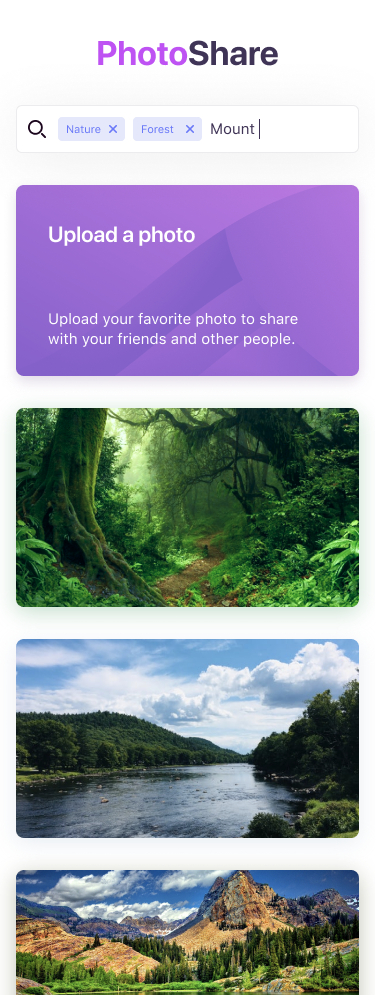 PhotoShare
Nature Forest Mount
Upload a photo
Upload your favorite photo to share
with your friends and other people.